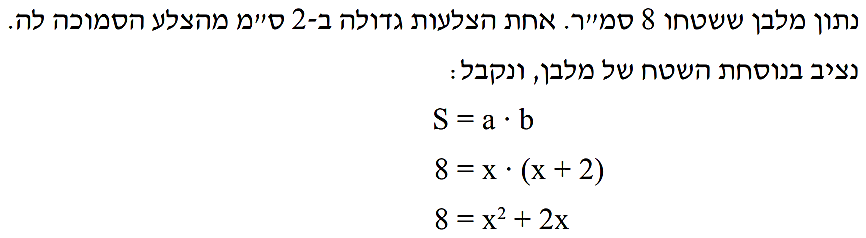 נתון מלבן ששטחו 8 סמ״ר. אחת הצלעות גדולה ב-2 ס״מ מהצלע הסמוכה לה.
נציב בנוסחת השטח של מלבן, ונקבל:
S = a · b
8 = x · (x + 2)
8 = x² + 2x